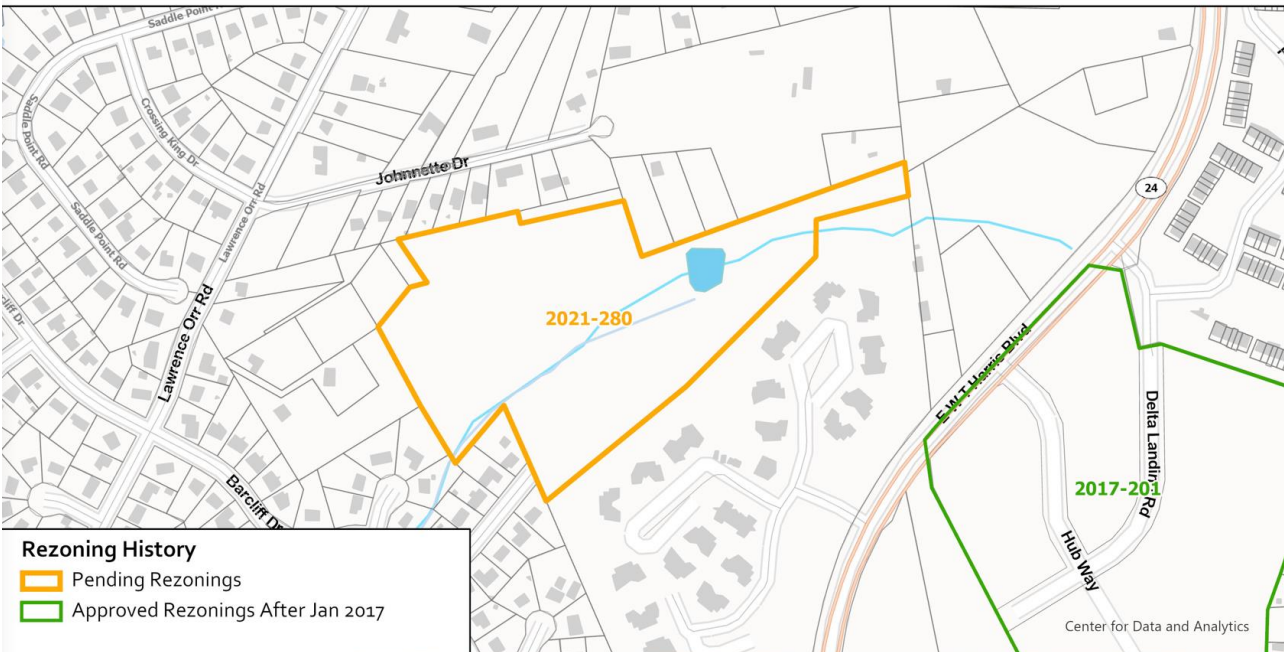 Saddle Point R
Saddle Point Rd
Crossing King Dr
Johnnette Dr
Lawrence Orr Rd
Saddle Point Rd
24
2021-280
Lawrence Orr Rd
E W T Harris Blvd
Delta Landing Rd
2017-201
Barcliff Dr
Hub Way
Rezoning History
Pending Rezonings
Approved Rezonings After Jan 2017
Center for Data and Analytics